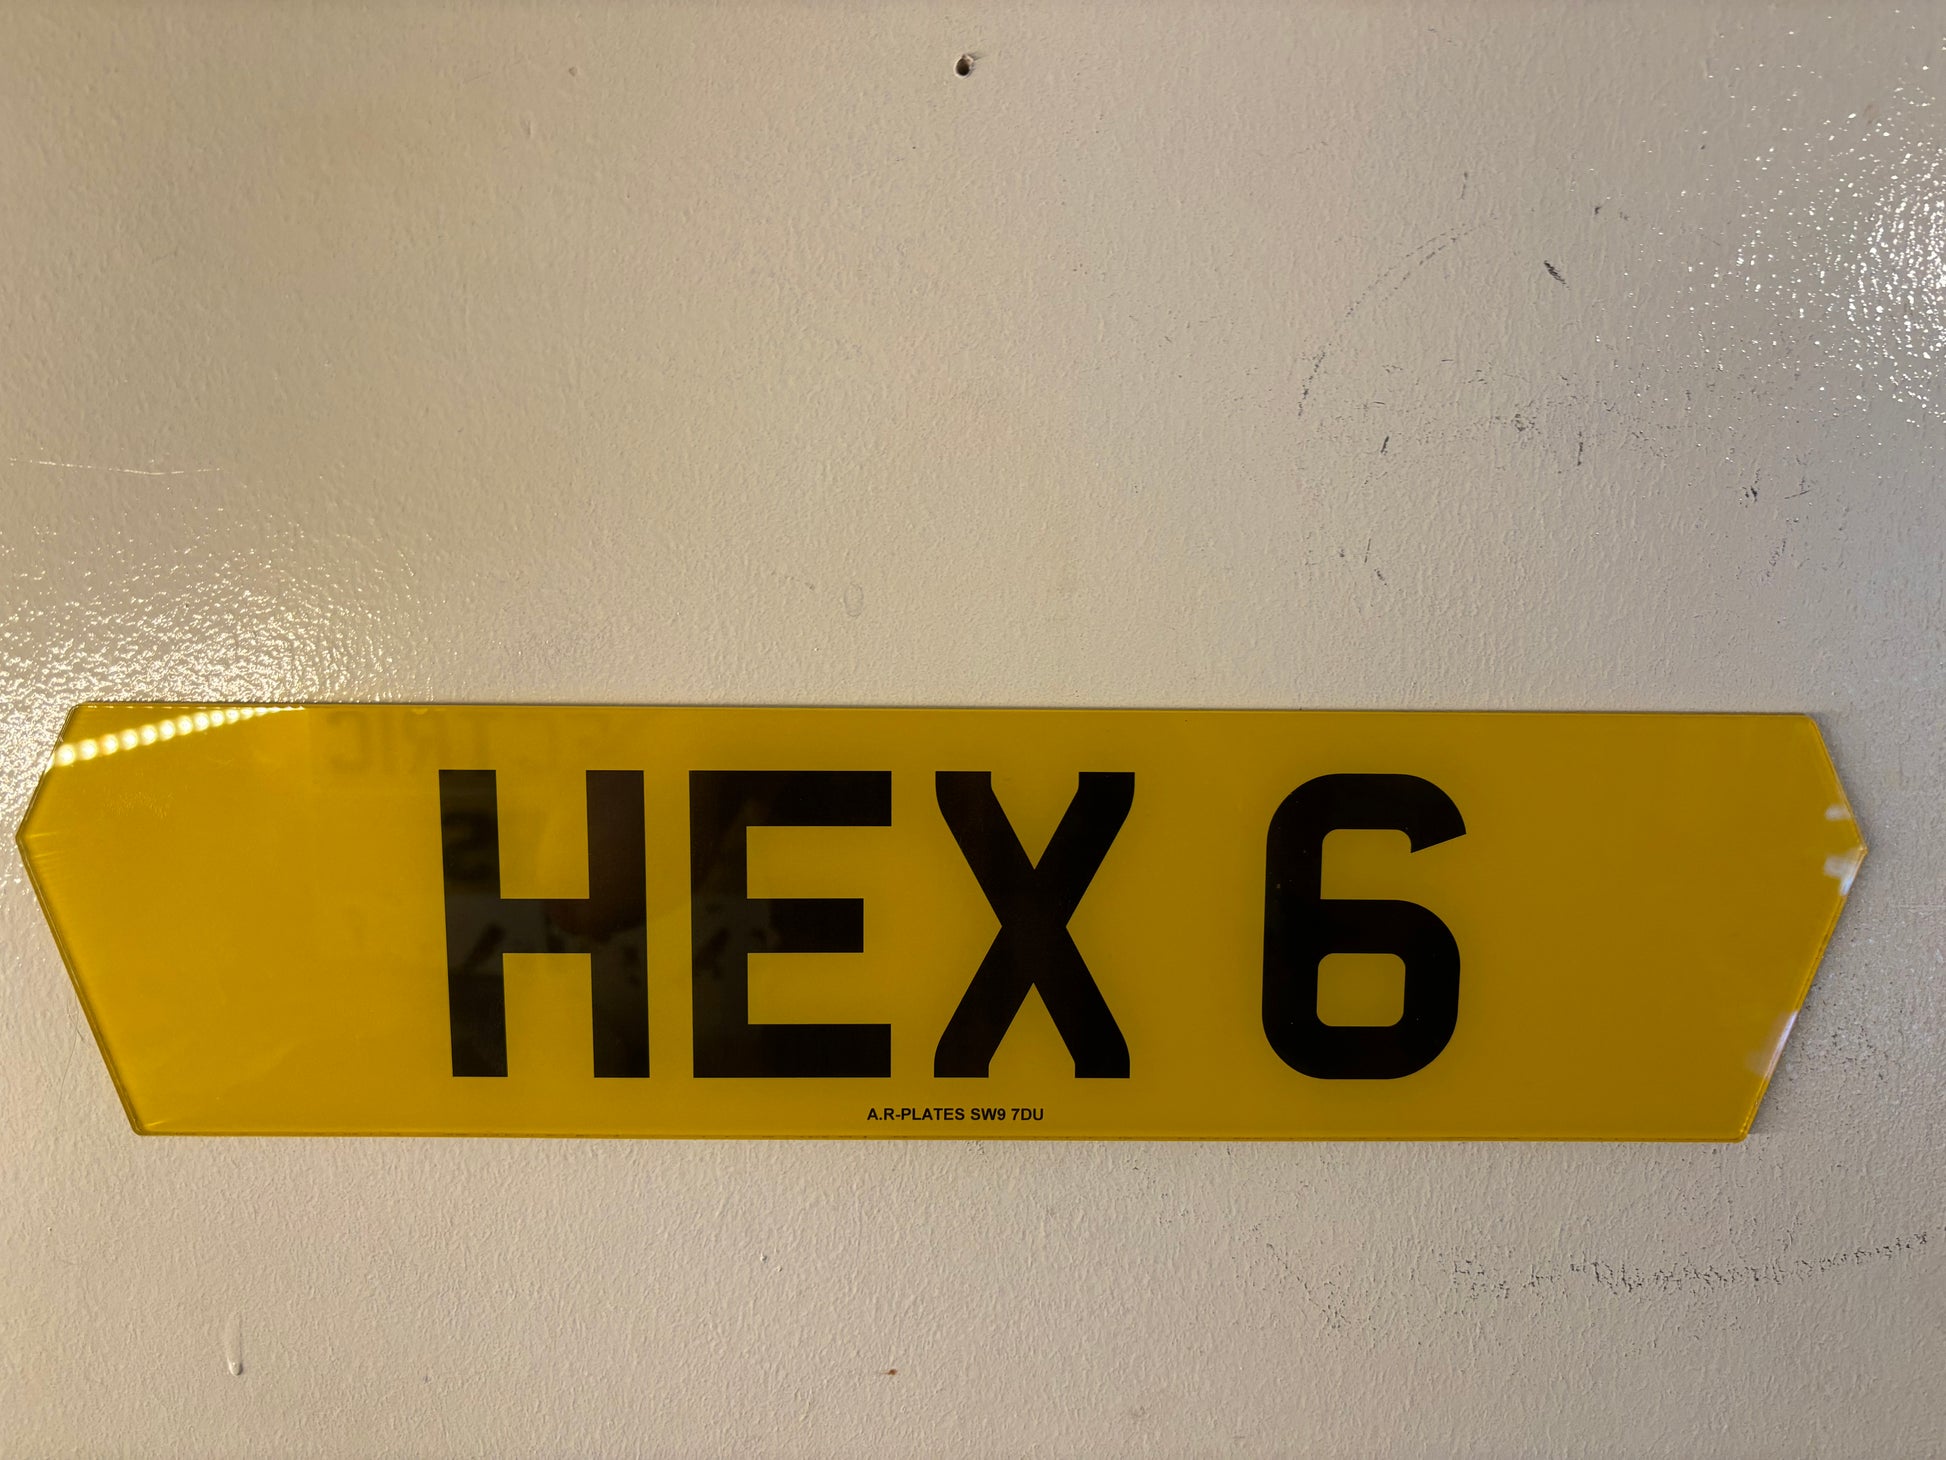 HEX 6
A.R-PLATES SW9 7DU